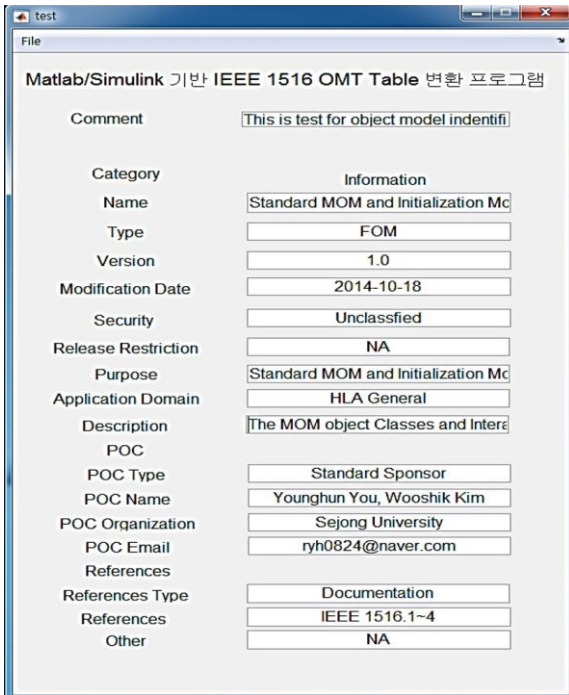 test
File
Matlab/Simulink 기반 IEEE 1516 OMT Table 변환 프로그램
Comment This is test for object model indentifi
Category Information
Name Standard MOM and Initialization Mc
Type FOM
Version 1.0
Modification Date 2014-10-18
Security Unclassfied
Release Restriction NA
Purpose Standard MOM and Initialization Mc
Application Domain HLA General
Description The MOM object Classes and Intera
POC
POC Type Standard Sponsor
POC Name Younghun You, Wooshik Kim
POC Organization Sejong University
POC Email ryh0824@naver.com
References
References Type Documentation
References IEEE 1516.1~4
Other NA